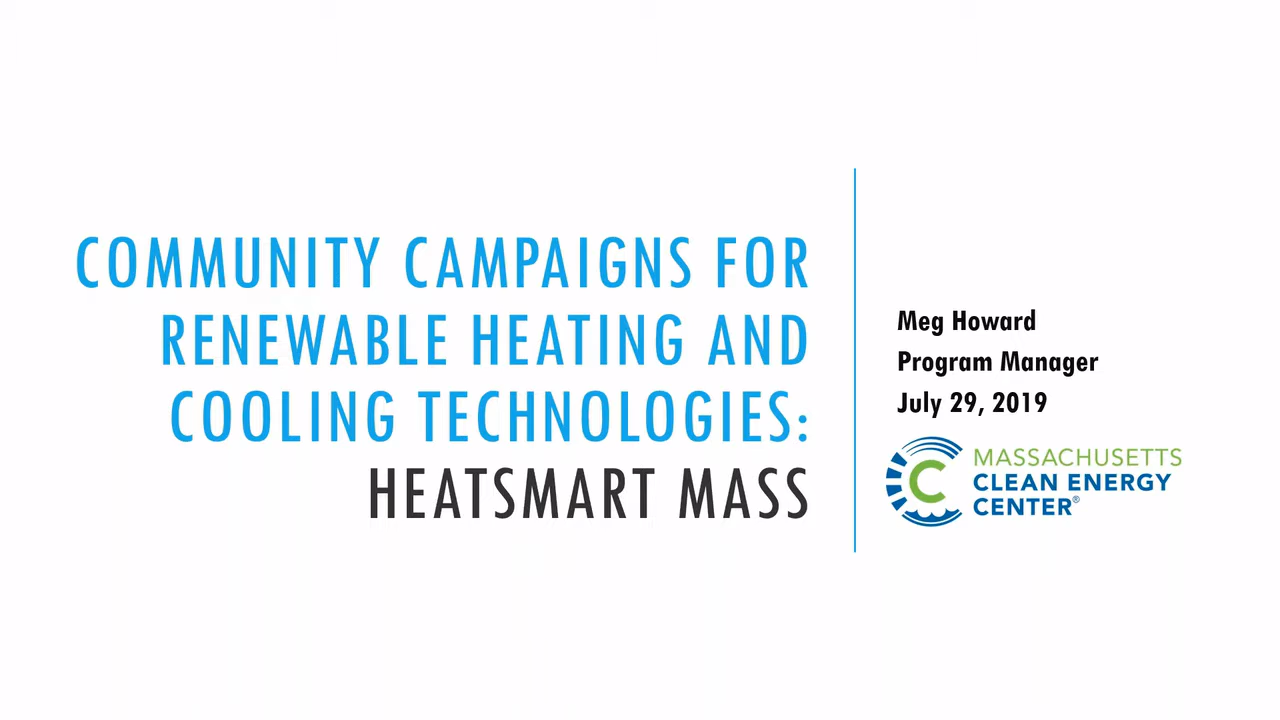 COMMUNITY CAMPAIGNS FOR
RENEWABLE HEATING AND
COOLING TECHNOLOGIES:
HEATSMART MASS
Meg Howard
Program Manager
July 29, 2019
MASSACHUSETTS
CLEAN ENERGY
CENTER®